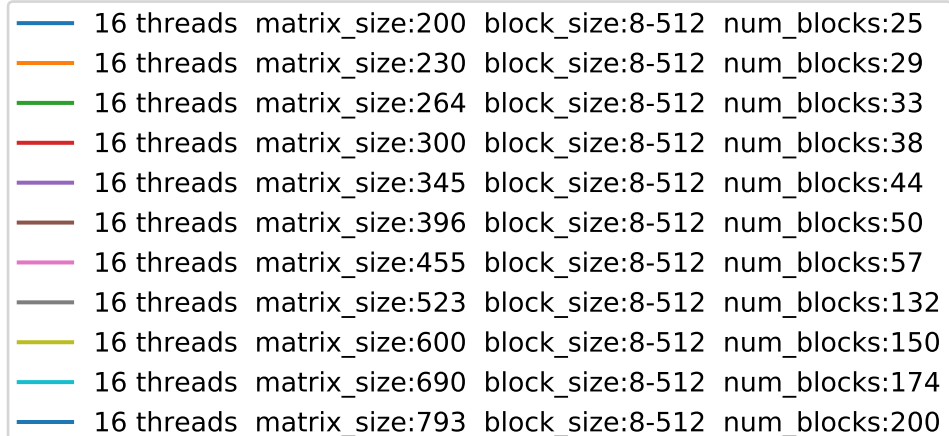 16 threads matrix_size:200 block_size:8-512 num_blocks:25
16 threads matrix_size:230 block_size:8-512 num_blocks:29
16 threads matrix_size:264 block_size:8-512 num_blocks:33
16 threads matrix_size:300 block_size:8-512 num_blocks:38
16 threads matrix_size:345 block_size:8-512 num_blocks:44
16 threads matrix_size:396 block_size:8-512 num_blocks:50
16 threads matrix_size:455 block_size:8-512 num_blocks:57
16 threads matrix_size:523 block_size:8-512 num_blocks:132
16 threads matrix_size:600 block_size:8-512 num_blocks:150
16 threads matrix_size:690 block_size:8-512 num_blocks:174
16 threads matrix_size:793 block_size:8-512 num_blocks:200